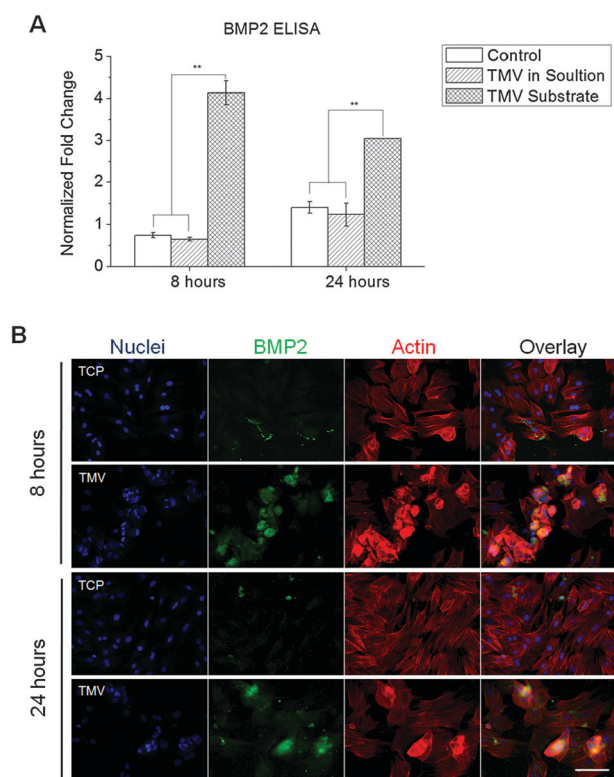 A
BMP2 ELISA
Normalized Fold Change
5
4
3
2
1
0
**
**
8 hours
24 hours
Control
TMV in Soultion
TMV Substrate
B
Nuclei
BMP2
Actin
Overlay
8 hours
TCP
TMV
24 hours
TCP
TMV